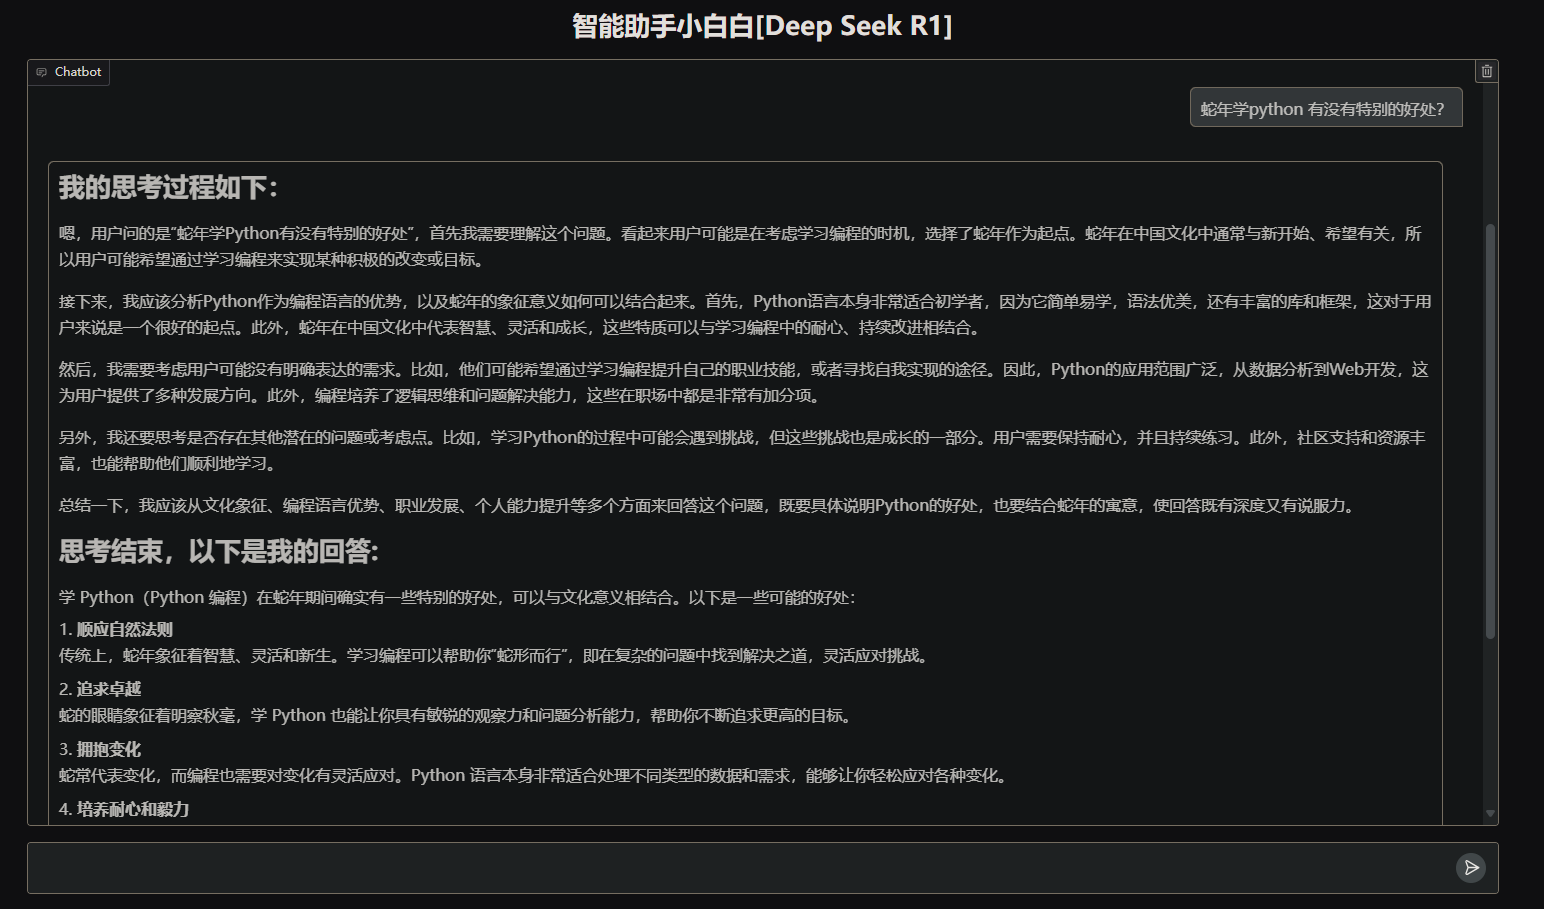 智能助手小白白[Deep Seek R1]
Chatbot
蛇年学python 有没有特别的好处？
我的思考过程如下：
嗯，用户问的是“蛇年学Python有没有特别的好处”，首先我需要理解这个问题。看起来用户可能是在考虑学习编程的时机，选择了蛇年作为起点。蛇年在中国文化中通常与新开始、希望有关，所
以用户可能希望通过学习编程来实现某种积极的改变或目标。
接下来，我应该分析Python作为编程语言的优势，以及蛇年的象征意义如何可以结合起来。首先，Python语言本身非常适合初学者，因为它简单易学，语法优美，还有丰富的库和框架，这对于用
户来说是一个很好的起点。此外，蛇年在中国文化中代表智慧、灵活和成长，这些特质可以与学习编程中的耐心、持续改进相结合。
然后，我需要考虑用户可能没有明确表达的需求。比如，他们可能希望通过学习编程提升自己的职业技能，或者寻找自我实现的途径。因此，Python的应用范围广泛，从数据分析到Web开发，这
为用户提供了多种发展方向。此外，编程培养了逻辑思维和问题解决能力，这些在职场中都是非常有加分项。
另外，我还要思考是否存在其他潜在的问题或考虑点。比如，学习Python的过程中可能会遇到挑战，但这些挑战也是成长的一部分。用户需要保持耐心，并且持续练习。此外，社区支持和资源丰
富，也能帮助他们顺利地学习。
总结一下，我应该从文化象征、编程语言优势、职业发展、个人能力提升等多个方面来回答这个问题，既要具体说明Python的好处，也要结合蛇年的寓意，使回答既有深度又有说服力。
思考结束，以下是我的回答:
学 Python（Python 编程）在蛇年期间确实有一些特别的好处，可以与文化意义相结合。以下是一些可能的好处：
1. 顺应自然法则
传统上，蛇年象征着智慧、灵活和新生。学习编程可以帮助你“蛇形而行”，即在复杂的问题中找到解决之道，灵活应对挑战。
2. 追求卓越
蛇的眼睛象征着明察秋毫，学 Python 也能让你具有敏锐的观察力和问题分析能力，帮助你不断追求更高的目标。
3. 拥抱变化
蛇常代表变化，而编程也需要对变化有灵活应对。Python 语言本身非常适合处理不同类型的数据和需求，能够让你轻松应对各种变化。
4. 培养耐心和毅力